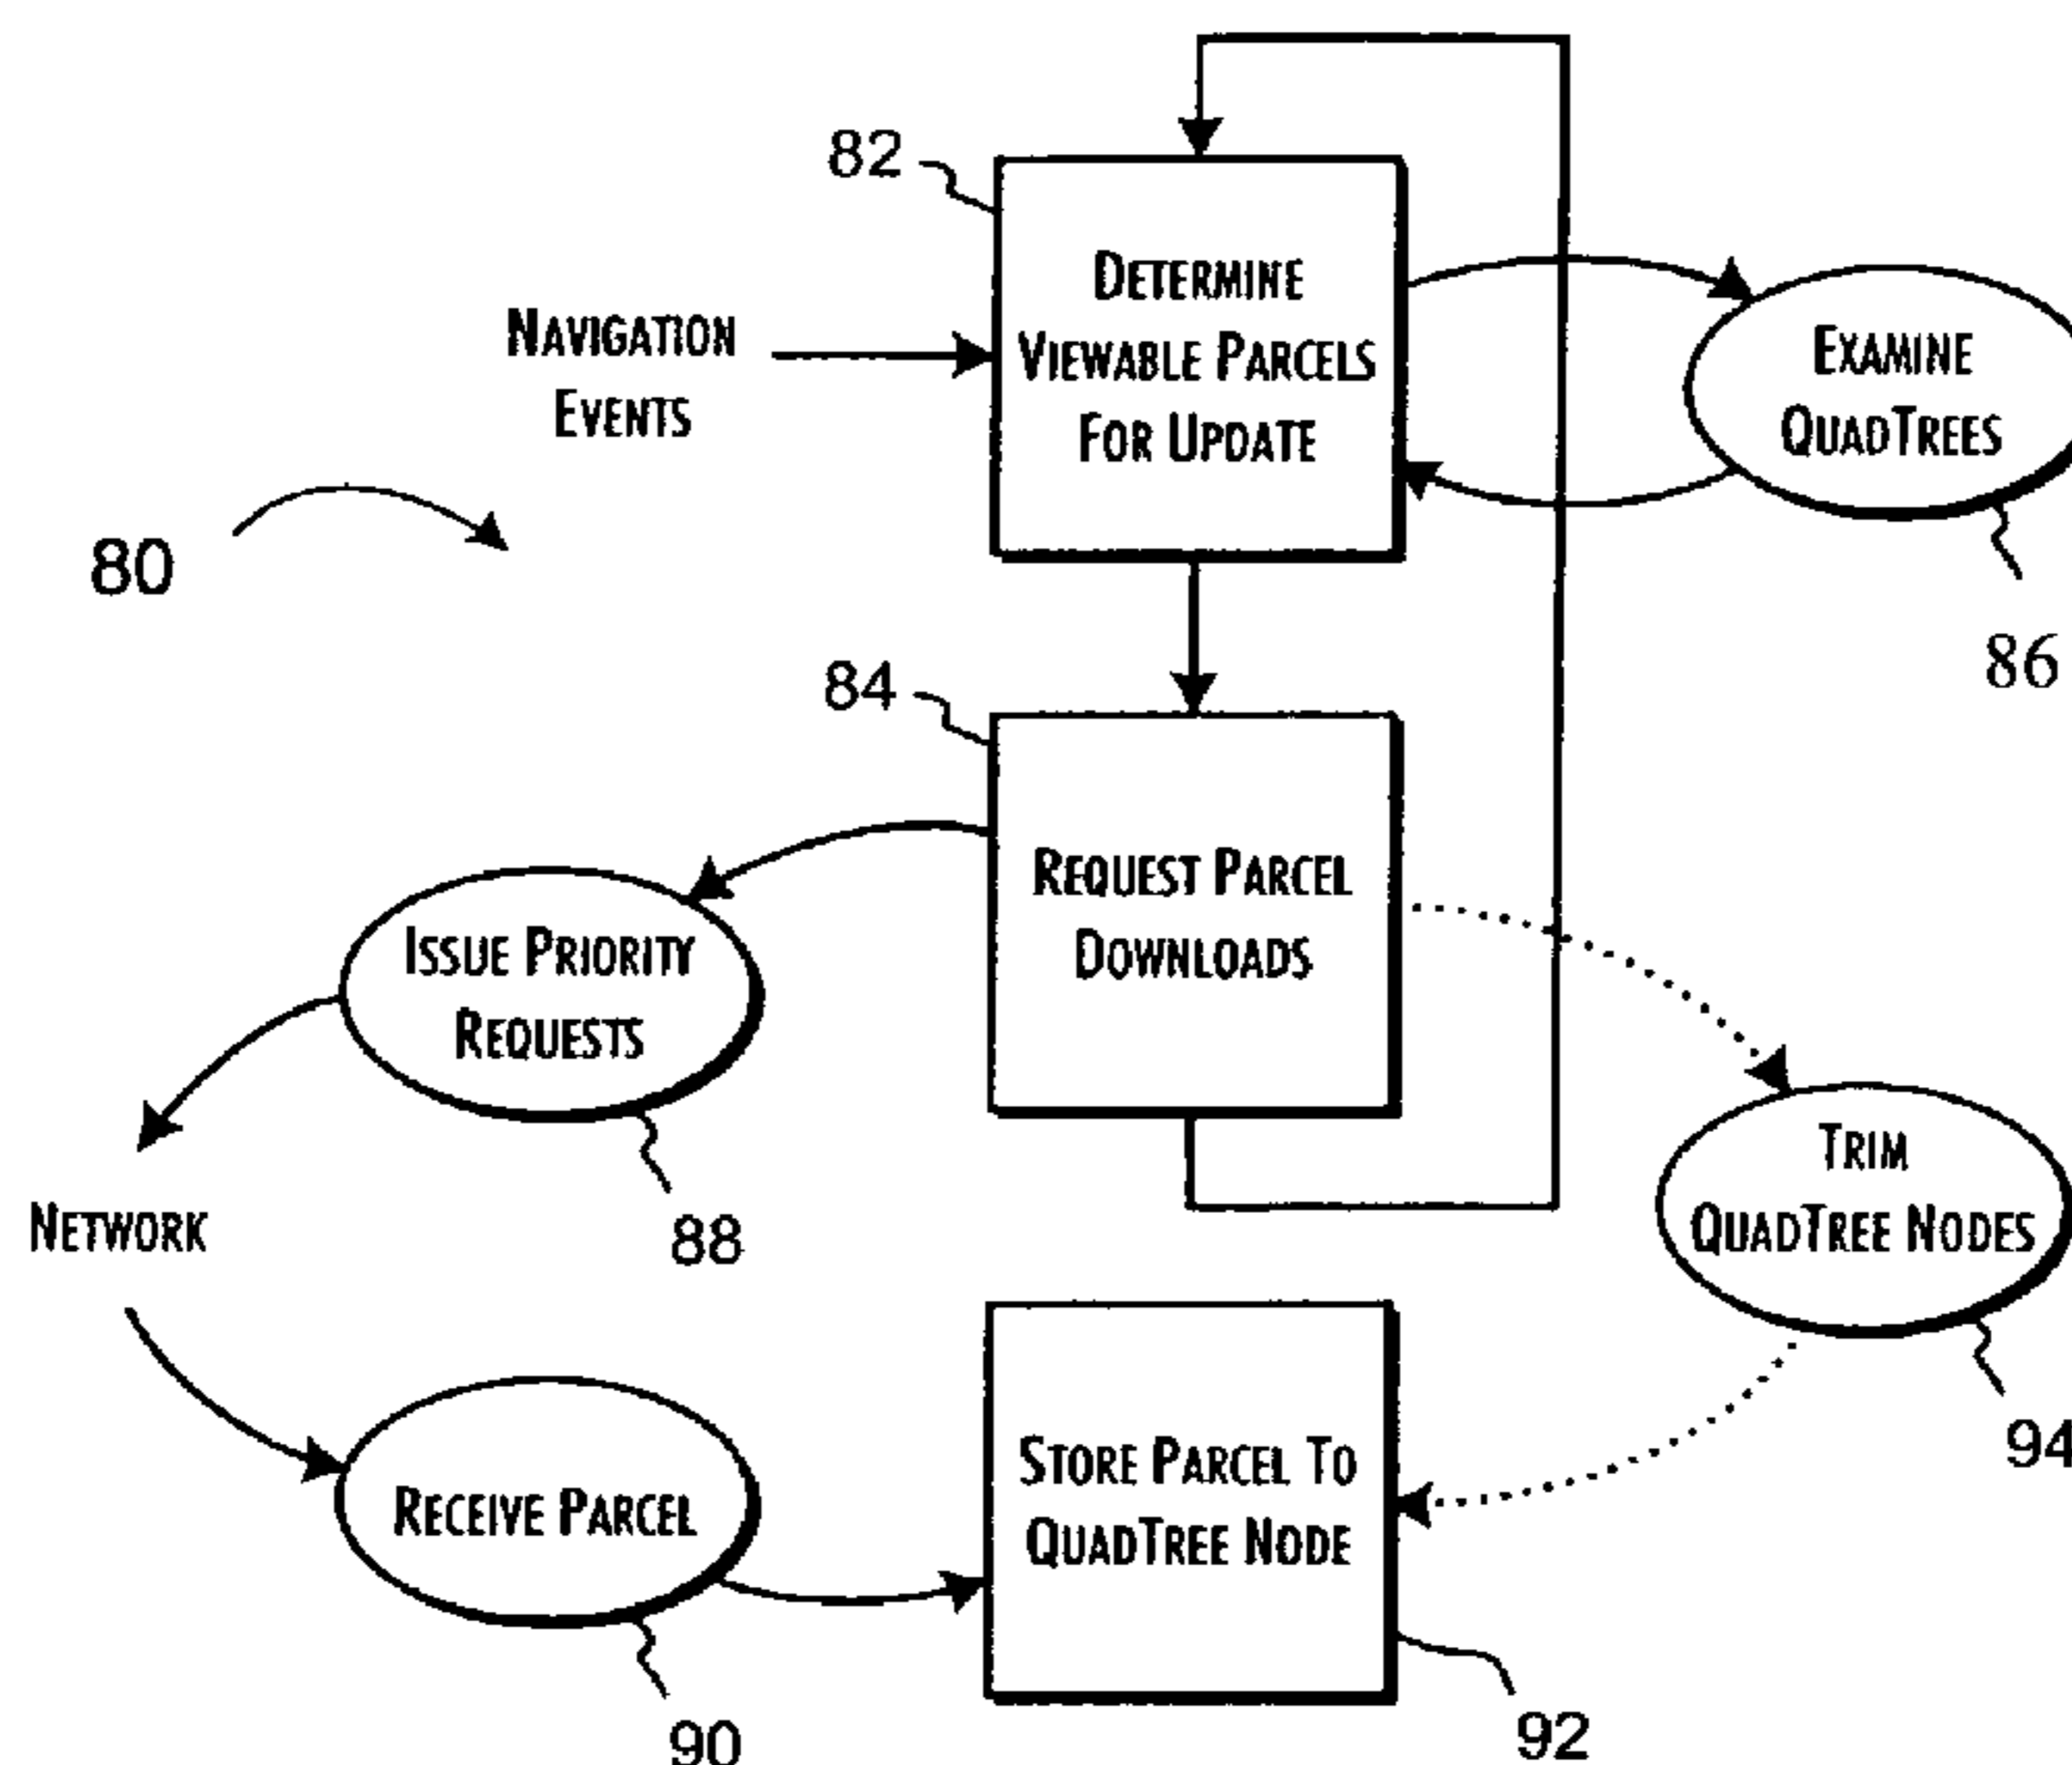 82
DETERMINE
VIEWABLE PARCELS
FOR UPDATE
NAVIGATION
EVENTS
EXAMINE
QUADTREES
80
86
84
REQUEST PARCEL
DOWNLOADS
ISSUE PRIORITY
REQUESTS
TRIM
QUADTREE NODES
NETWORK
88
94
STORE PARCEL TO
QUADTREE NODE
RECEIVE PARCEL
90
92